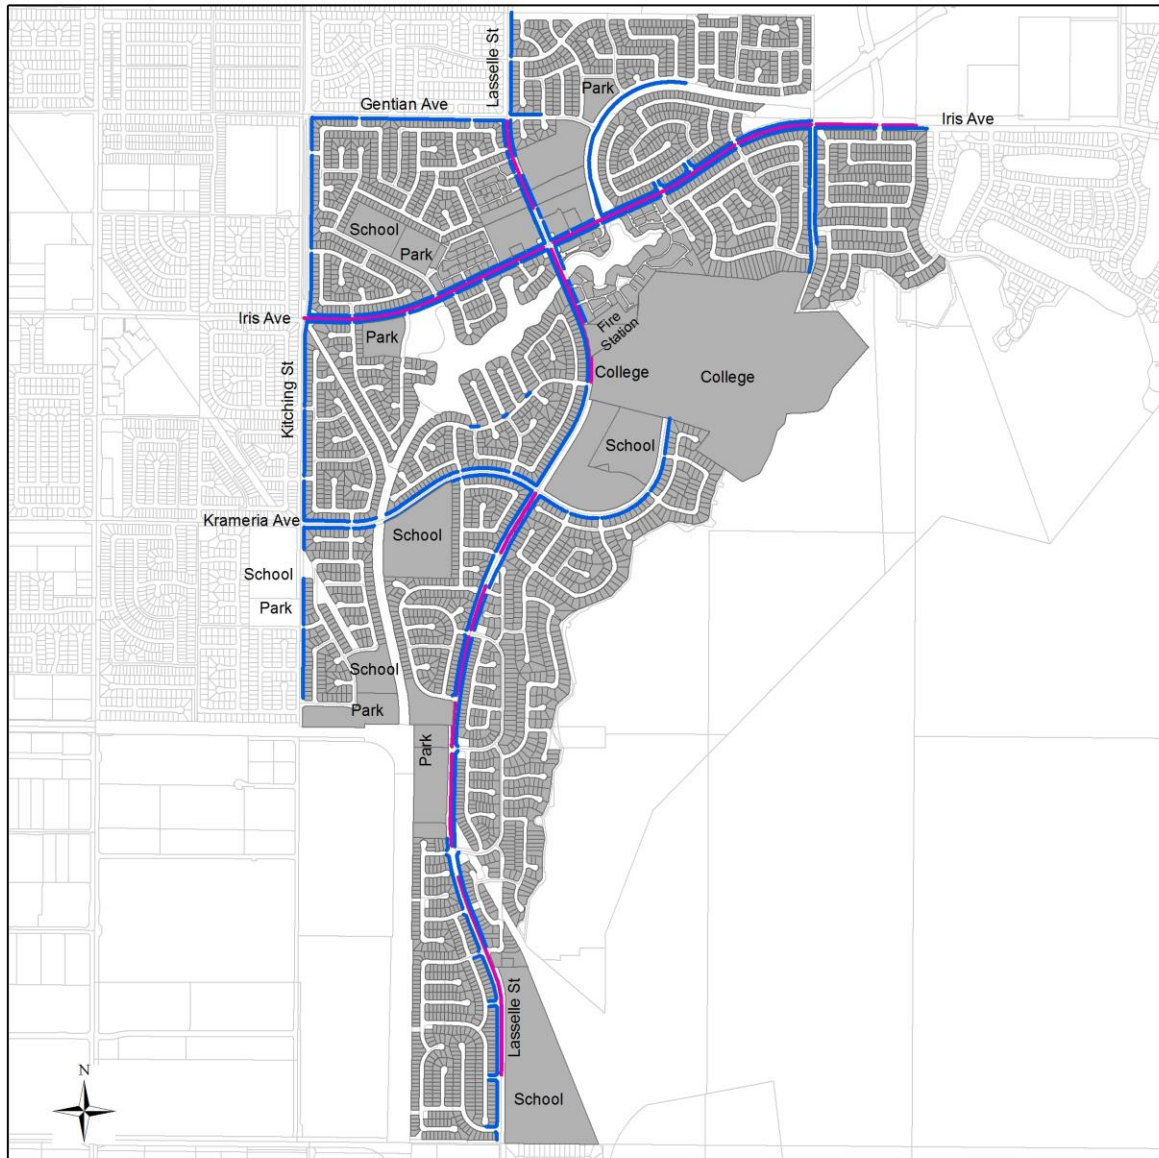 Lasselle St
Park
Gentian Ave
Iris Ave
School
Park
Iris Ave
Park
Fire
Station
College
College
Kitching St
School
Krameria Ave
School
School
Park
School
Park
Park
Lasselle St
N
School